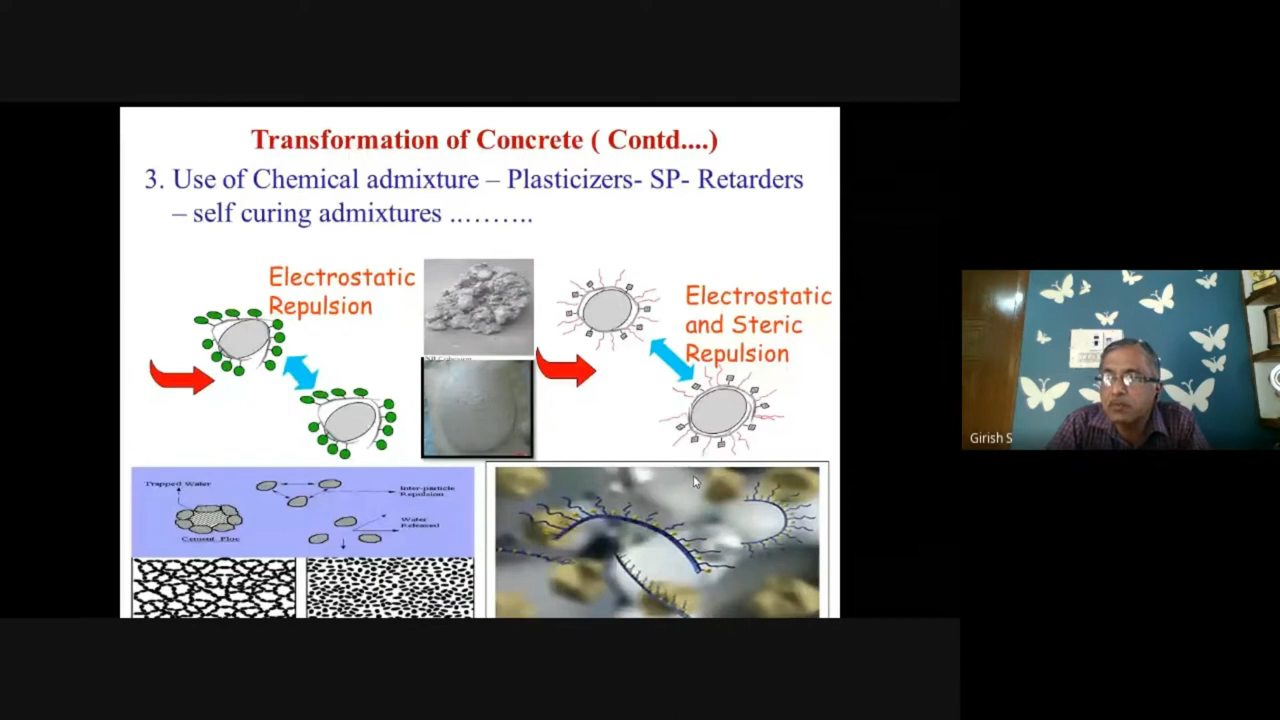 Transformation of Concrete ( Contd....)
3. Use of Chemical admixture – Plasticizers- SP- Retarders
– self curing admixtures ..……..
Electrostatic
Repulsion
Electrostatic
and Steric
Repulsion
Trapped Water
Inter-particle
Repulsion
Water
Released
Cement Floc
Girish S